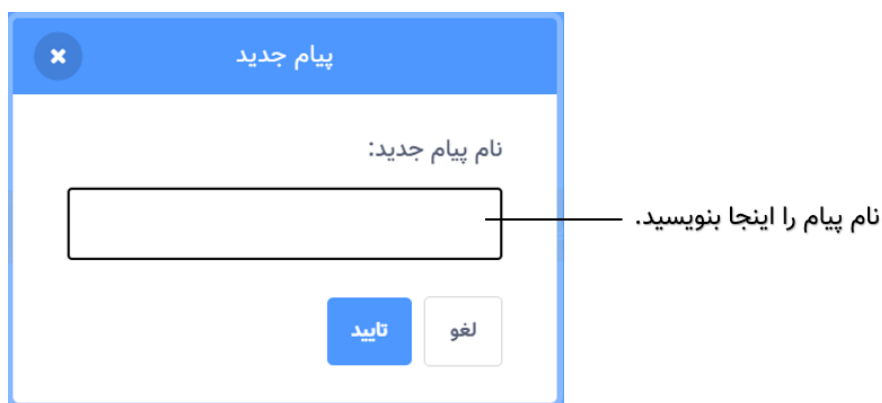 پیام جدید
نام پیام جدید:
نام پیام را اینجا بنویسید.
لغو
تایید